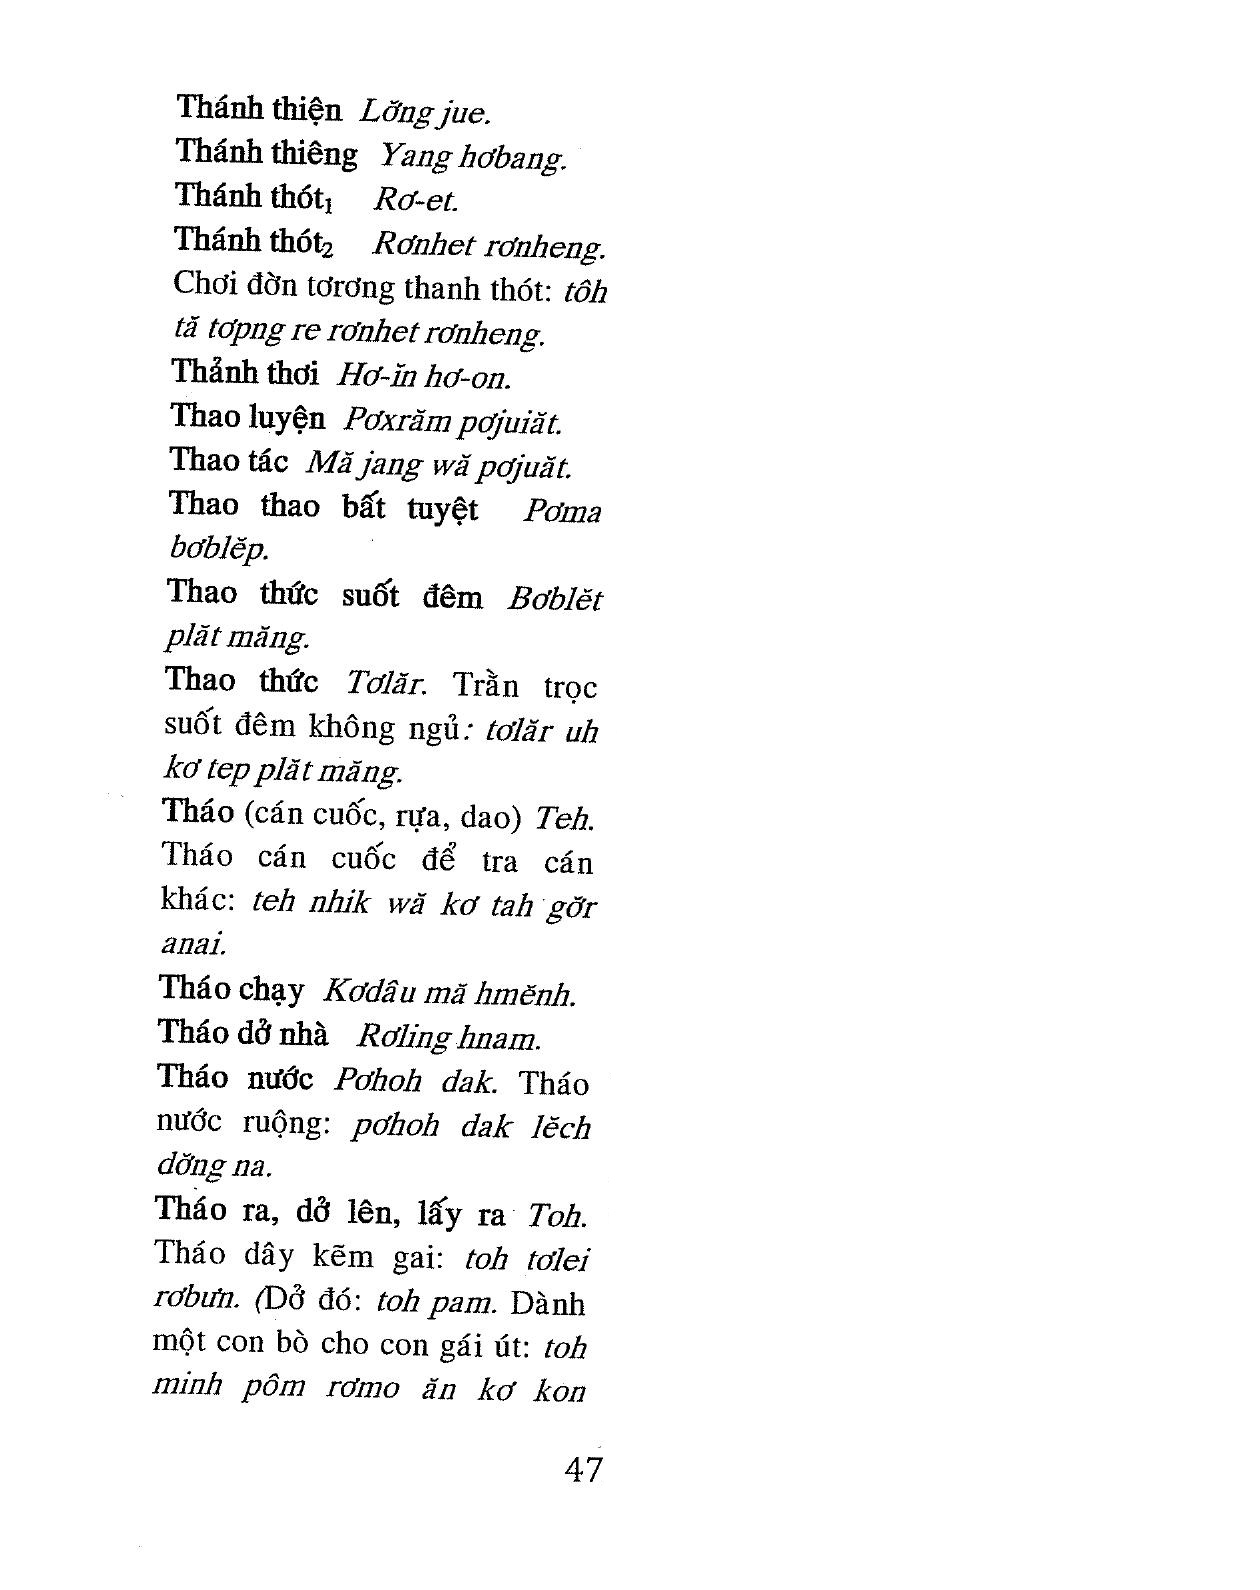 Thánh thiện Lơ̆ng jue.
Thánh thiêng Yang hơbang.
Thánh thót₁ Rơ-et.
Thánh thót₂ Rơnhet rơnheng.
Chơi đờn tơrơng thanh thót: tôh
tă tơpng re rơnhet rơnheng.
Thảnh thơi Hơ-ĭn hơ-on.
Thao luyện Pơxrăm pơjuiăt.
Thao tác Mă jang wă pơjuăt.
Thao thao bất tuyệt Pơma
bơblĕp.
Thao thức suốt đêm Bơblĕt
plăt măng.
Thao thức Tơlăr. Trằn trọc
suốt đêm không ngủ: tơlăr uh
kơ tep plăt măng.
Tháo (cán cuốc, rựa, dao) Teh.
Tháo cán cuốc để tra cán
khác: teh nhik wă kơ tah gơ̆r
anai.
Tháo chạy Kơdâu mă hmĕnh.
Tháo dở nhà Rơling hnam.
Tháo nước Pơhoh dak. Tháo
nước ruộng: pơhoh dak lĕch
dơ̆ng na.
Tháo ra, dở lên, lấy ra Toh.
Tháo dây kẽm gai: toh tơlei
rơbưn. (Dở đó: toh pam. Dành
một con bò cho con gái út: toh
minh pôm rơmo ăn kơ kon
47